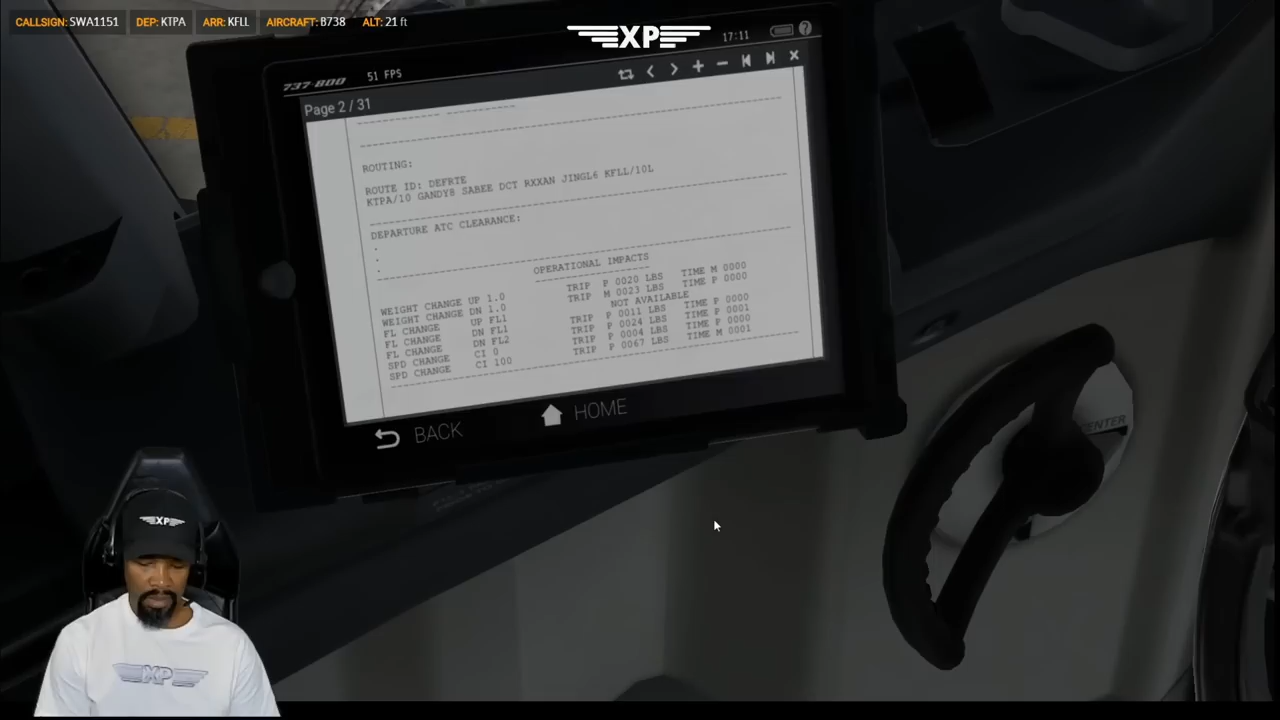 CALLSIGN: SWA1151 DEP: KTPA ARR: KFLL AIRCRAFT: B738 ALT: 21 ft
XP
17:11
?
737-800 51 FPS
Page 2 / 31
ROUTING:
ROUTE ID: DEFRTE
KTPA/10 GANDY8 SABEE DCT RXXAN JINGL6 KFLL/10L
DEPARTURE ATC CLEARANCE:
.
.
.
OPERATIONAL IMPACTS
WEIGHT CHANGE UP 1.0 TRIP P 0020 LBS TIME M 0000
WEIGHT CHANGE DN 1.0 TRIP M 0023 LBS TIME P 0000
FL CHANGE UP FL1 NOT AVAILABLE
FL CHANGE DN FL1 TRIP P 0011 LBS TIME P 0000
FL CHANGE DN FL2 TRIP P 0024 LBS TIME P 0001
SPD CHANGE CI 0 TRIP P 0004 LBS TIME P 0000
SPD CHANGE CI 100 TRIP P 0067 LBS TIME M 0001
BACK HOME
CENTER
XP
XP